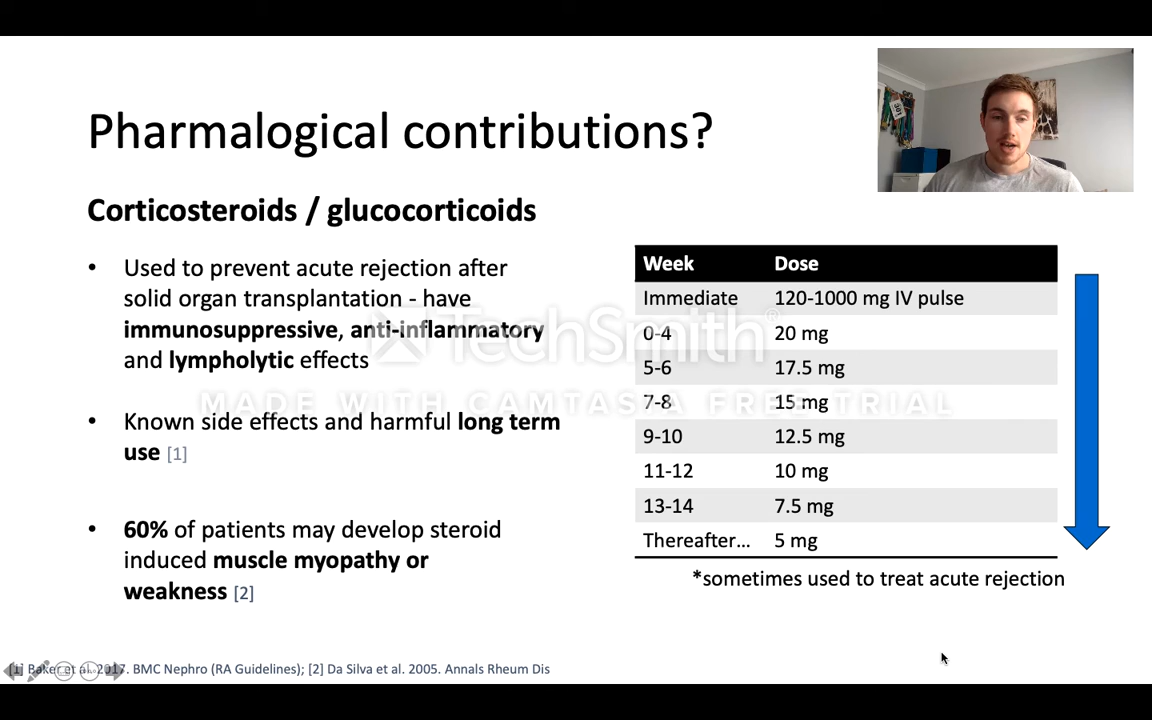 Pharmalogical contributions?
Corticosteroids / glucocorticoids
• Used to prevent acute rejection after
solid organ transplantation - have
immunosuppressive, anti-inflammatory
and lympholytic effects
• Known side effects and harmful long term
use [1]
• 60% of patients may develop steroid
induced muscle myopathy or
weakness [2]
Week Dose
Immediate 120-1000 mg IV pulse
0-4 20 mg
5-6 17.5 mg
7-8 15 mg
9-10 12.5 mg
11-12 10 mg
13-14 7.5 mg
Thereafter... 5 mg
*sometimes used to treat acute rejection
TechSmith®
MADE WITH CAMTASIA FREE TRIAL
[1] Baker et al. 2017. BMC Nephro (RA Guidelines); [2] Da Silva et al. 2005. Annals Rheum Dis